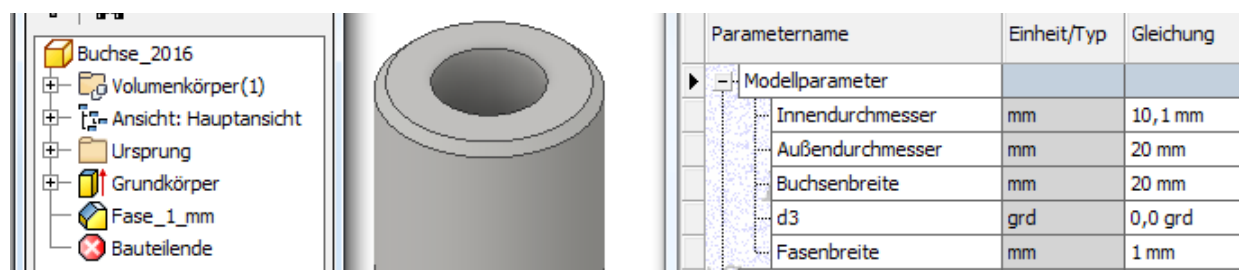 Buchse_2016
Volumenkörper(1)
Ansicht: Hauptansicht
Ursprung
Grundkörper
Fase_1_mm
Bauteilende
Parametername Einheit/Typ Gleichung
Modellparameter
Innendurchmesser mm 10,1 mm
Außendurchmesser mm 20 mm
Buchsenbreite mm 20 mm
d3 grd 0,0 grd
Fasenbreite mm 1 mm